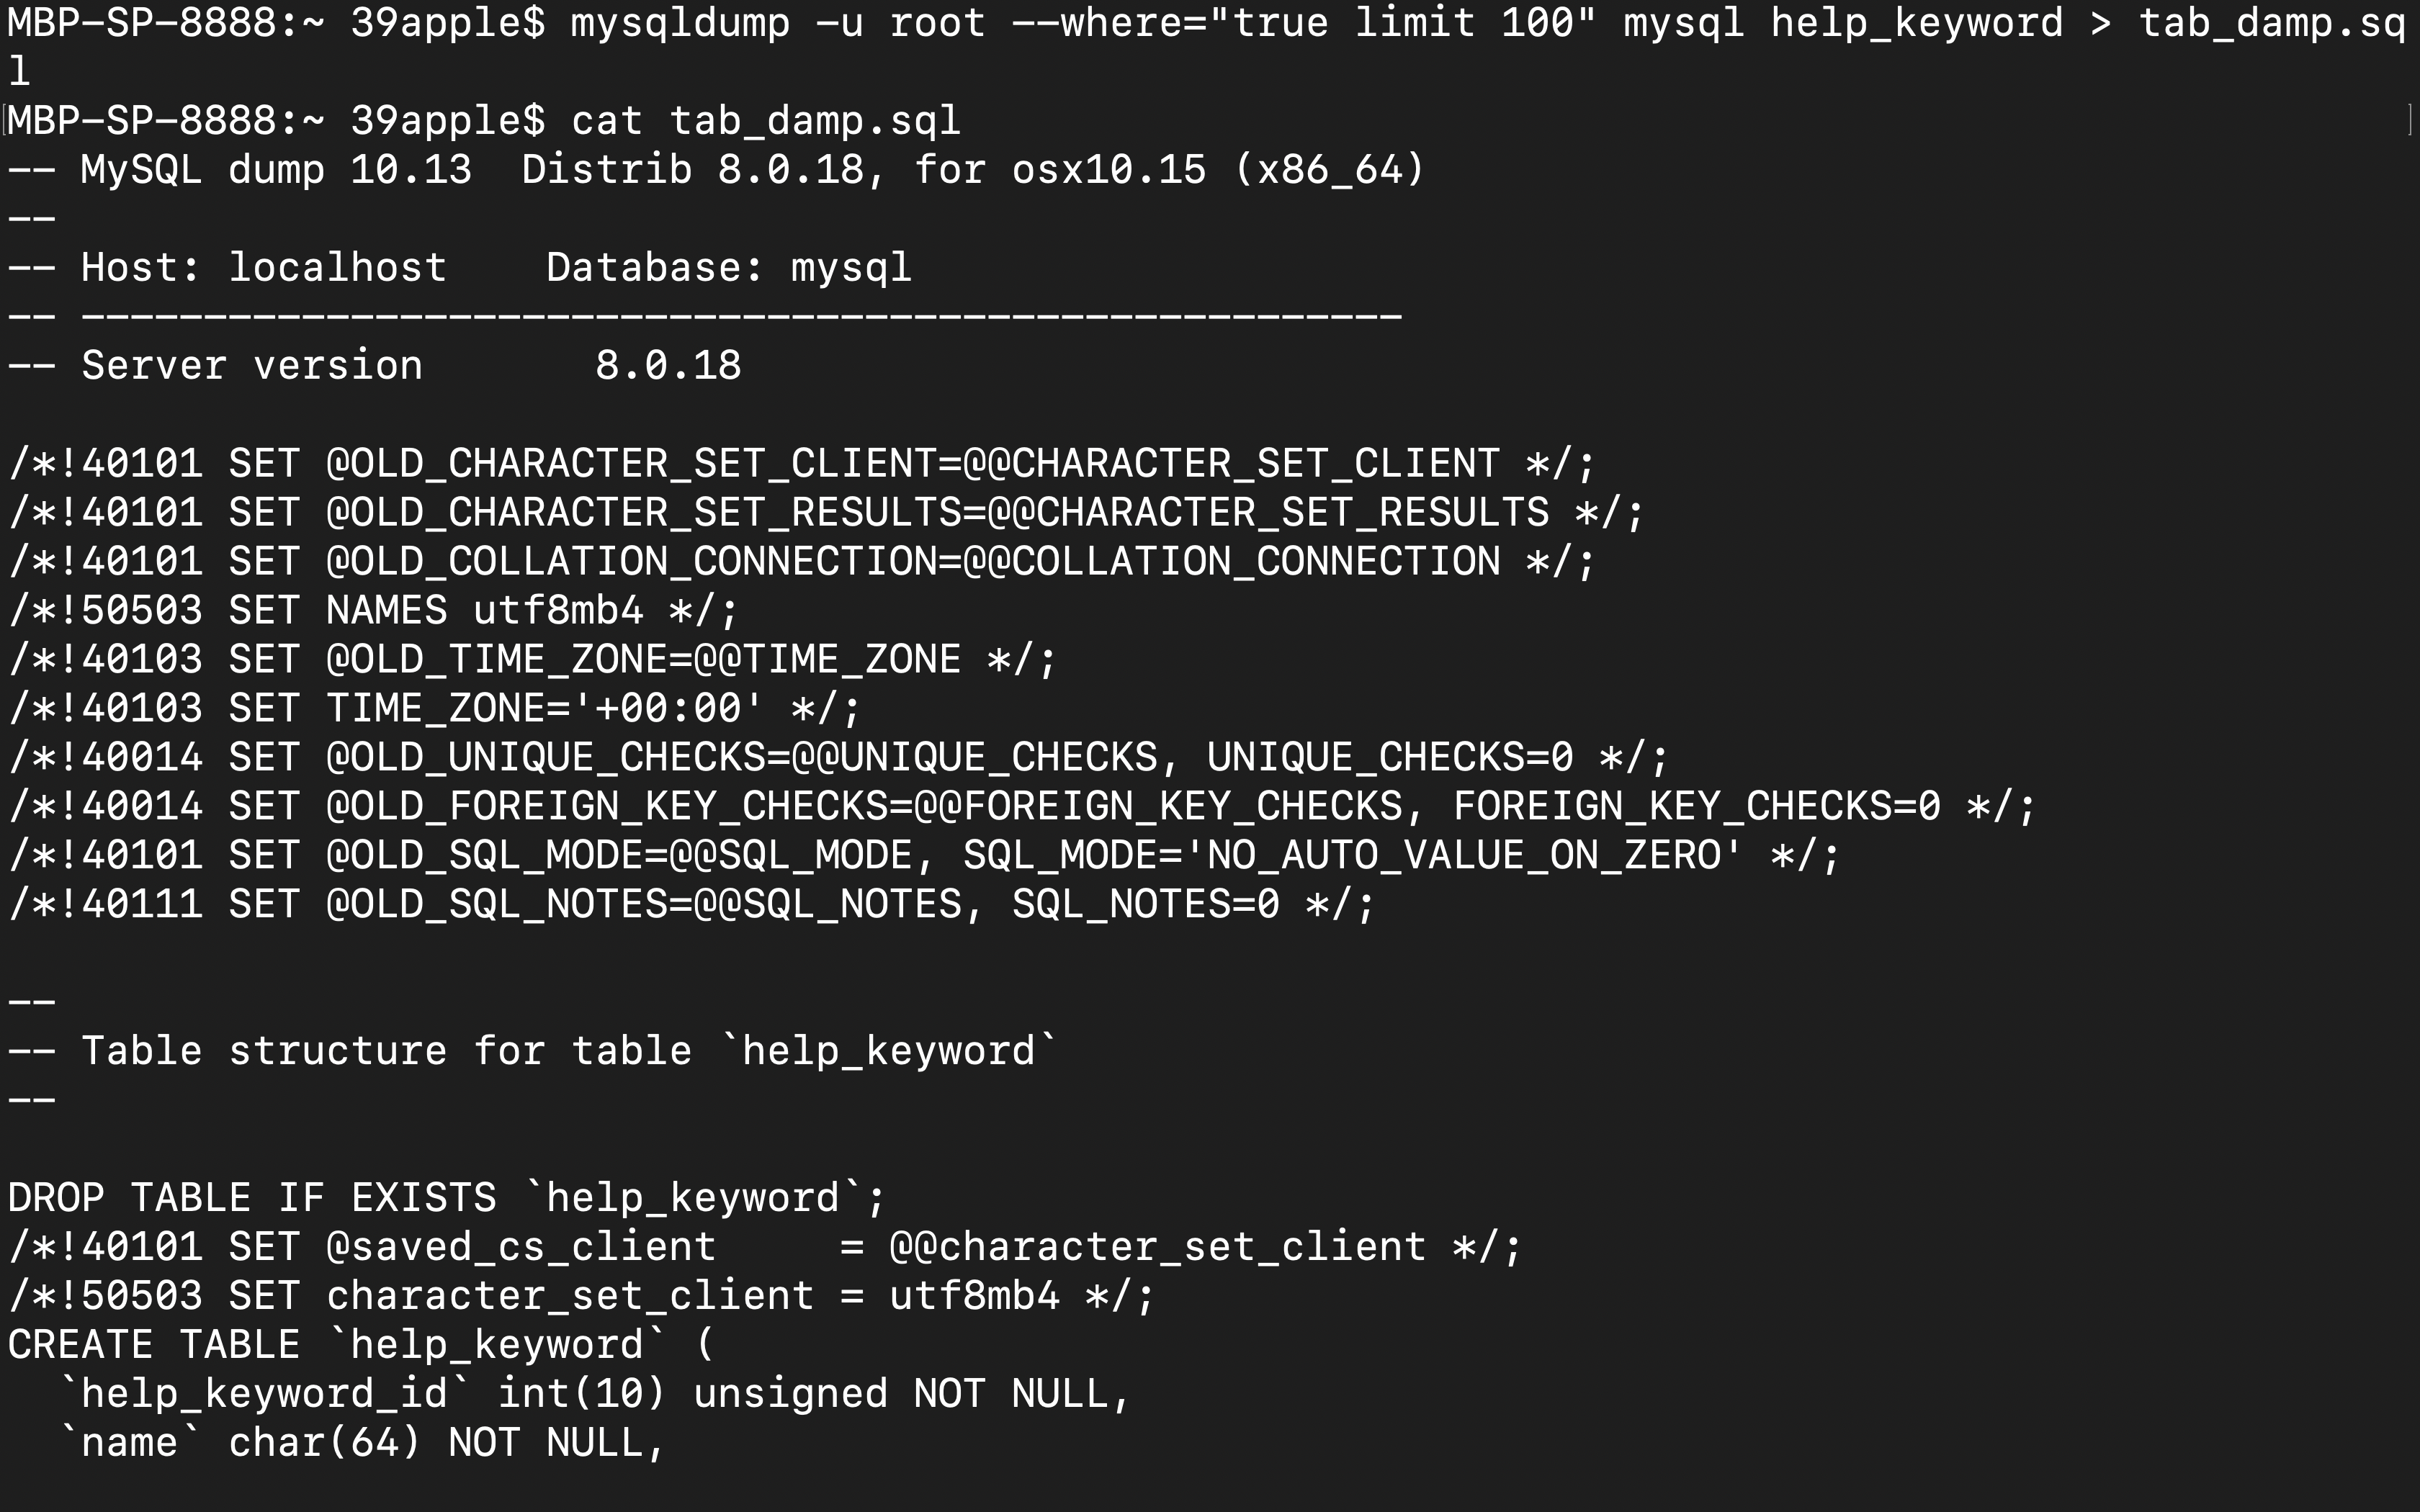 MBP-SP-8888:~ 39apple$ mysqldump -u root --where="true limit 100" mysql help_keyword > tab_damp.sq
l
MBP-SP-8888:~ 39apple$ cat tab_damp.sql
-- MySQL dump 10.13  Distrib 8.0.18, for osx10.15 (x86_64)
--
-- Host: localhost    Database: mysql
-- ------------------------------------------------------
-- Server version       8.0.18

/*!40101 SET @OLD_CHARACTER_SET_CLIENT=@@CHARACTER_SET_CLIENT */;
/*!40101 SET @OLD_CHARACTER_SET_RESULTS=@@CHARACTER_SET_RESULTS */;
/*!40101 SET @OLD_COLLATION_CONNECTION=@@COLLATION_CONNECTION */;
/*!50503 SET NAMES utf8mb4 */;
/*!40103 SET @OLD_TIME_ZONE=@@TIME_ZONE */;
/*!40103 SET TIME_ZONE='+00:00' */;
/*!40014 SET @OLD_UNIQUE_CHECKS=@@UNIQUE_CHECKS, UNIQUE_CHECKS=0 */;
/*!40014 SET @OLD_FOREIGN_KEY_CHECKS=@@FOREIGN_KEY_CHECKS, FOREIGN_KEY_CHECKS=0 */;
/*!40101 SET @OLD_SQL_MODE=@@SQL_MODE, SQL_MODE='NO_AUTO_VALUE_ON_ZERO' */;
/*!40111 SET @OLD_SQL_NOTES=@@SQL_NOTES, SQL_NOTES=0 */;

--
-- Table structure for table `help_keyword`
--

DROP TABLE IF EXISTS `help_keyword`;
/*!40101 SET @saved_cs_client     = @@character_set_client */;
/*!50503 SET character_set_client = utf8mb4 */;
CREATE TABLE `help_keyword` (
  `help_keyword_id` int(10) unsigned NOT NULL,
  `name` char(64) NOT NULL,